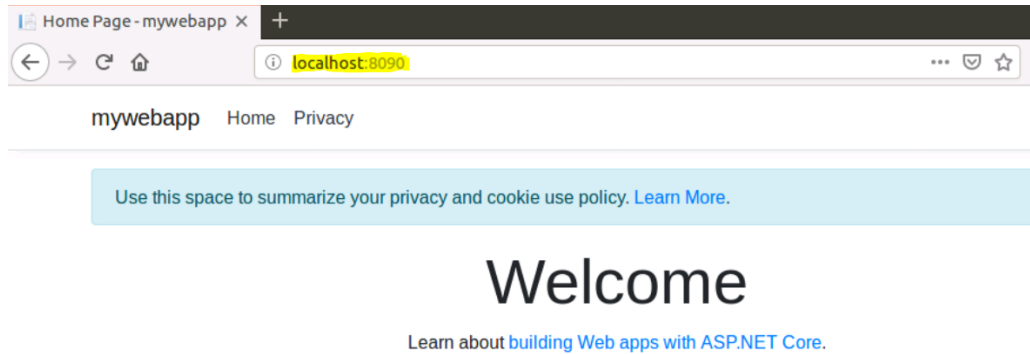 Home Page - mywebapp
localhost:8090
mywebapp Home Privacy
Use this space to summarize your privacy and cookie use policy. Learn More.
Welcome
Learn about building Web apps with ASP.NET Core.